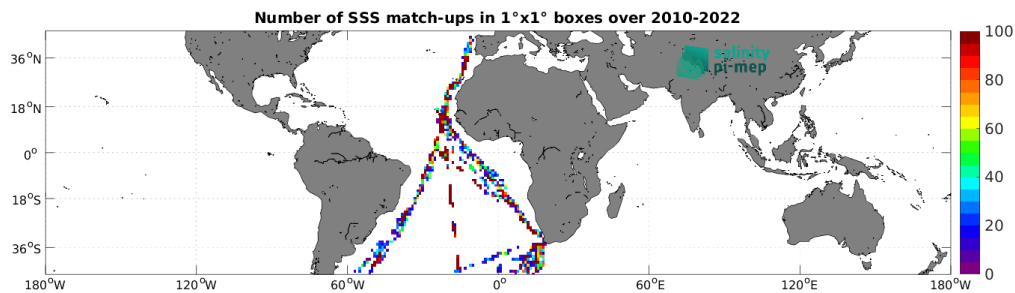 Number of SSS match-ups in 1°x1° boxes over 2010-2022
36°N
18°N
0°
18°S
36°S
180°W
120°W
60°W
0°
60°E
120°E
180°W
salinity
pi-mep
100
80
60
40
20
0